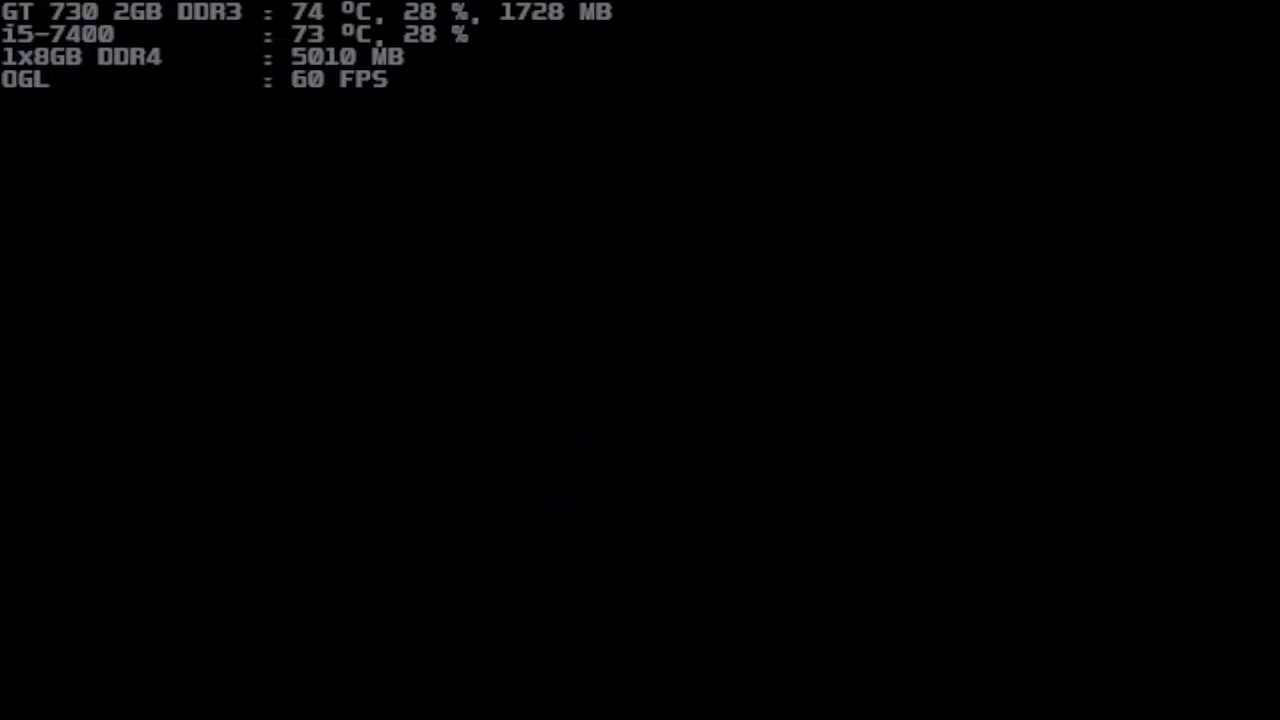 GT 730 2GB DDR3 : 74 ºC, 28 %, 1728 MB
i5-7400 : 73 ºC, 28 %
1x8GB DDR4 : 5010 MB
OGL : 60 FPS